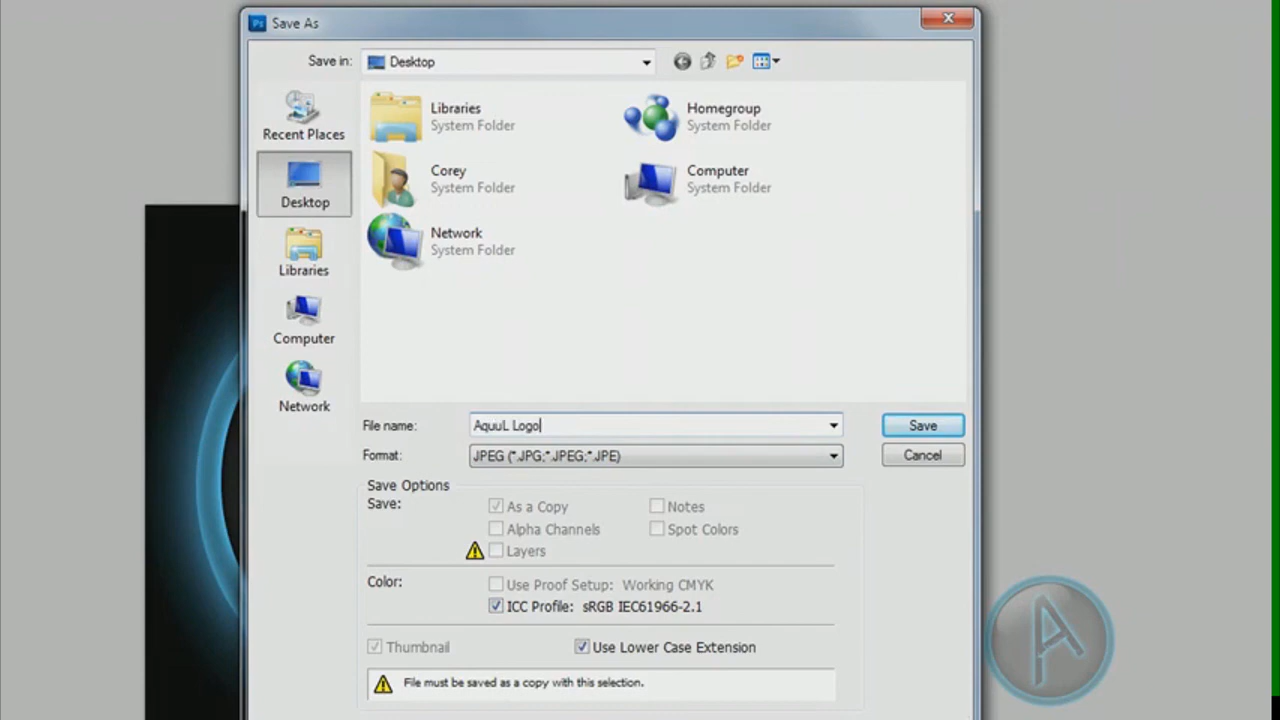 Ps Save As
Save in: Desktop
Recent Places
Desktop
Libraries
Computer
Network
Libraries
System Folder
Homegroup
System Folder
Corey
System Folder
Computer
System Folder
Network
System Folder
File name: AquuL Logo
Save
Format: JPEG (*.JPG;*.JPEG;*.JPE)
Cancel
Save Options
Save:
As a Copy
Notes
Alpha Channels
Spot Colors
Layers
Color:
Use Proof Setup: Working CMYK
ICC Profile: sRGB IEC61966-2.1
Thumbnail
Use Lower Case Extension
File must be saved as a copy with this selection.
A